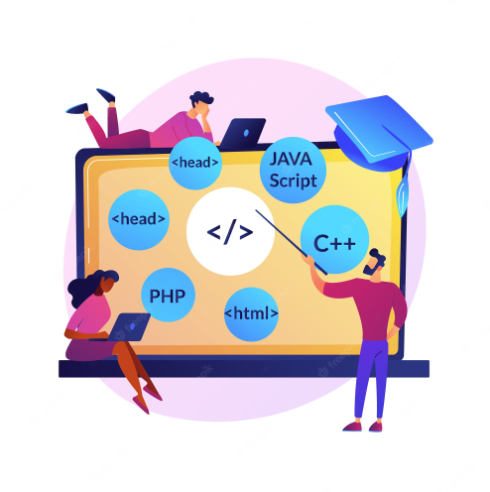 <head>
JAVA
Script
<head>
</>
C++
PHP
<html>